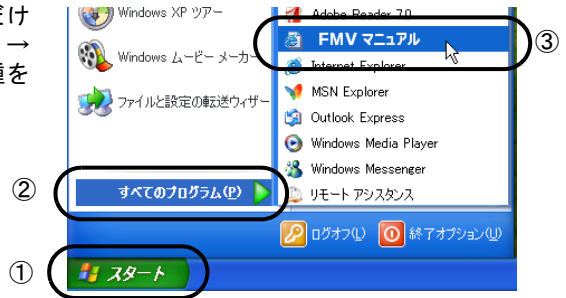 だけ
→
種を
Windows XP ツアー
Windows ムービー メーカー
ファイルと設定の転送ウィザー
② すべてのプログラム(P)
① スタート
Adobe Reader 7.0
FMV マニュアル ③
Internet Explorer
MSN Explorer
Outlook Express
Windows Media Player
Windows Messenger
リモート アシスタンス
ログオフ(L) 終了オプション(U)